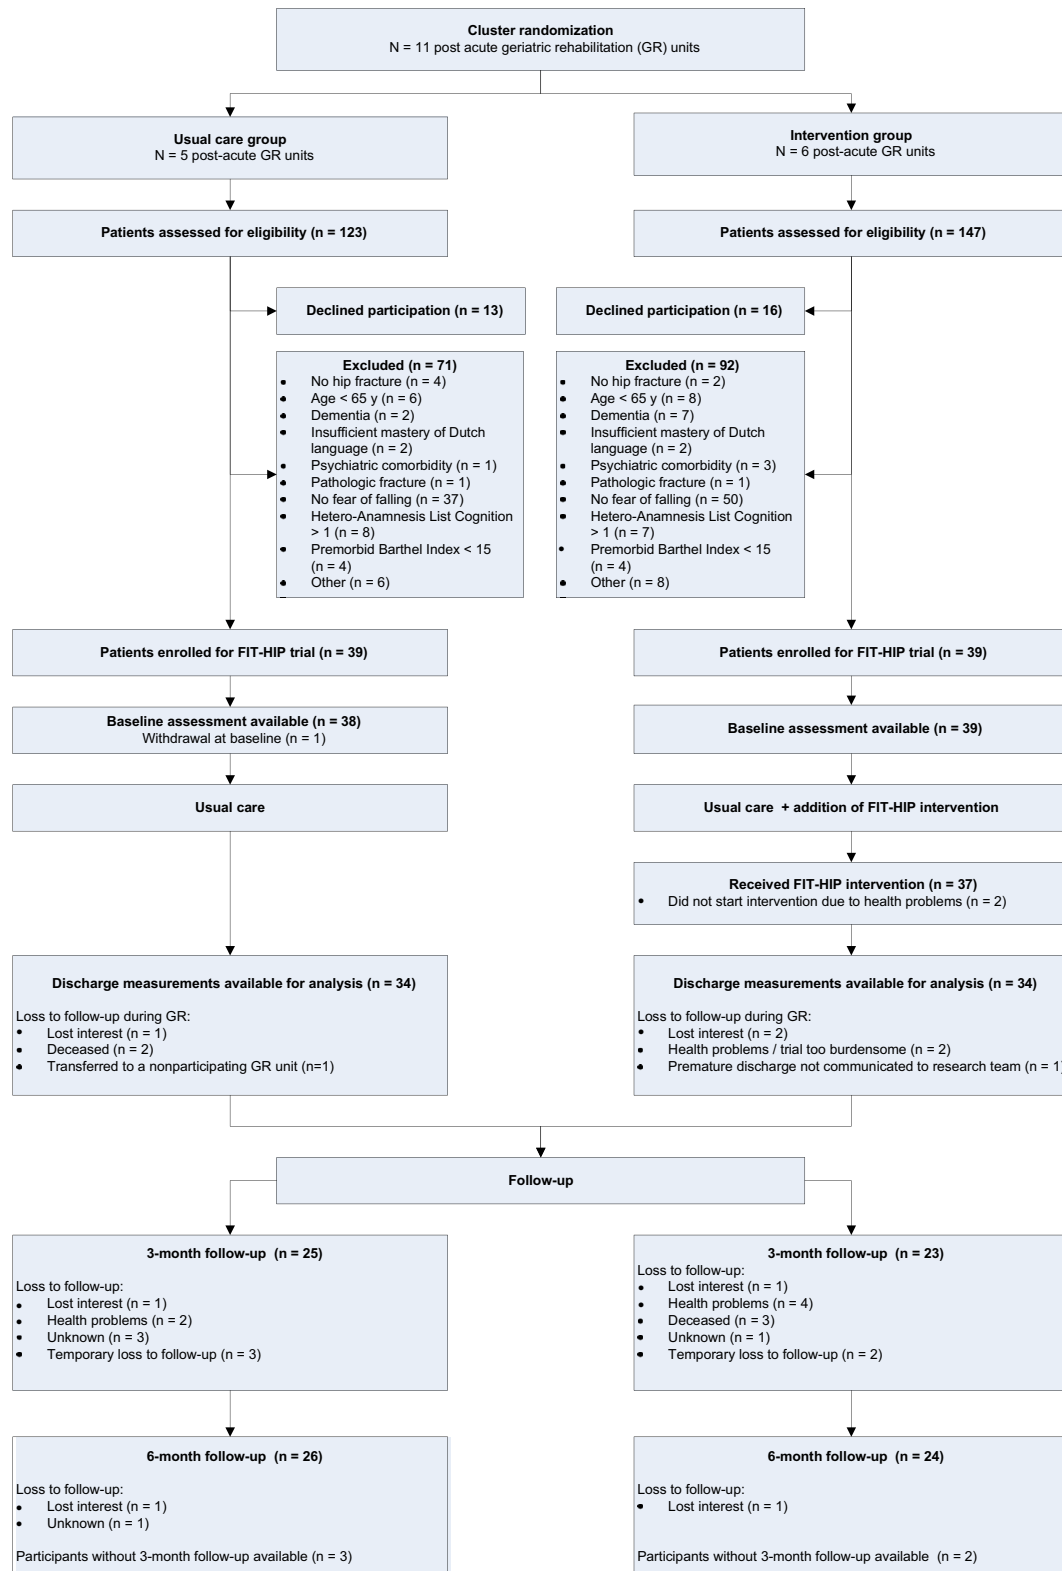 Cluster randomization
N = 11 post acute geriatric rehabilitation (GR) units
Usual care group
N = 5 post-acute GR units
Intervention group
N = 6 post-acute GR units
Patients assessed for eligibility (n = 123)
Patients assessed for eligibility (n = 147)
Declined participation (n = 13)
Declined participation (n = 16)
Excluded (n = 71)
• No hip fracture (n = 4)
• Age < 65 y (n = 6)
• Dementia (n = 2)
• Insufficient mastery of Dutch
language (n = 2)
• Psychiatric comorbidity (n = 1)
• Pathologic fracture (n = 1)
• No fear of falling (n = 37)
• Hetero-Anamnesis List Cognition
> 1 (n = 8)
• Premorbid Barthel Index < 15
(n = 4)
• Other (n = 6)
Excluded (n = 92)
• No hip fracture (n = 2)
• Age < 65 y (n = 8)
• Dementia (n = 7)
• Insufficient mastery of Dutch
language (n = 2)
• Psychiatric comorbidity (n = 3)
• Pathologic fracture (n = 1)
• No fear of falling (n = 50)
• Hetero-Anamnesis List Cognition
> 1 (n = 7)
• Premorbid Barthel Index < 15
(n = 4)
• Other (n = 8)
Patients enrolled for FIT-HIP trial (n = 39)
Patients enrolled for FIT-HIP trial (n = 39)
Baseline assessment available (n = 38)
Withdrawal at baseline (n = 1)
Baseline assessment available (n = 39)
Usual care
Usual care + addition of FIT-HIP intervention
Received FIT-HIP intervention (n = 37)
• Did not start intervention due to health problems (n = 2)
Discharge measurements available for analysis (n = 34)
Loss to follow-up during GR:
• Lost interest (n = 1)
• Deceased (n = 2)
• Transferred to a nonparticipating GR unit (n=1)
Discharge measurements available for analysis (n = 34)
Loss to follow-up during GR:
• Lost interest (n = 2)
• Health problems / trial too burdensome (n = 2)
• Premature discharge not communicated to research team (n = 1)
Follow-up
3-month follow-up (n = 25)
Loss to follow-up:
• Lost interest (n = 1)
• Health problems (n = 2)
• Unknown (n = 3)
• Temporary loss to follow-up (n = 3)
3-month follow-up (n = 23)
Loss to follow-up:
• Lost interest (n = 1)
• Health problems (n = 4)
• Deceased (n = 3)
• Unknown (n = 1)
• Temporary loss to follow-up (n = 2)
6-month follow-up (n = 26)
Loss to follow-up:
• Lost interest (n = 1)
• Unknown (n = 1)
Participants without 3-month follow-up available (n = 3)
6-month follow-up (n = 24)
Loss to follow-up:
• Lost interest (n = 1)
Participants without 3-month follow-up available (n = 2)